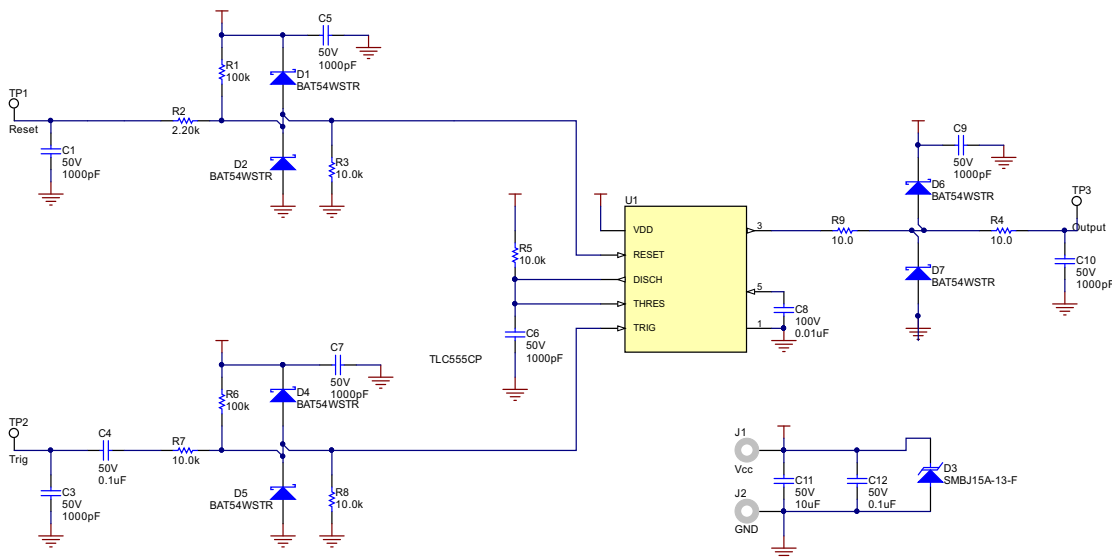 C5
50V
1000pF
R1
100k
D1
BAT54WSTR
TP1
Reset
R2
2.20k
C1
50V
1000pF
D2
BAT54WSTR
R3
10.0k
C9
50V
1000pF
D6
BAT54WSTR
TP3
Output
U1
VDD
RESET
DISCH
THRES
TRIG
3
5
1
R5
10.0k
R9
10.0
R4
10.0
D7
BAT54WSTR
C10
50V
1000pF
C8
100V
0.01uF
C6
50V
1000pF
TLC555CP
C7
50V
1000pF
R6
100k
D4
BAT54WSTR
TP2
Trig
C4
50V
0.1uF
R7
10.0k
C3
50V
1000pF
D5
BAT54WSTR
R8
10.0k
J1
Vcc
J2
GND
C11
50V
10uF
C12
50V
0.1uF
D3
SMBJ15A-13-F